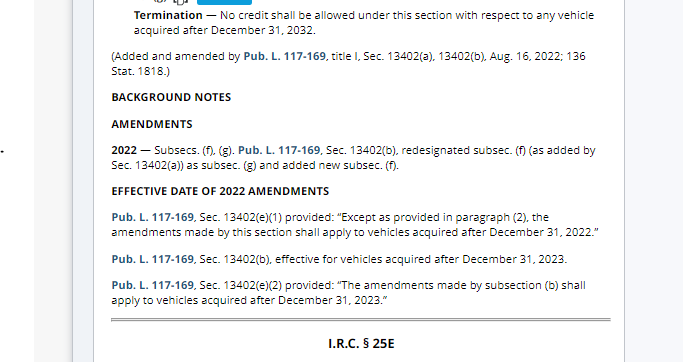 Termination — No credit shall be allowed under this section with respect to any vehicle
acquired after December 31, 2032.
(Added and amended by Pub. L. 117-169, title I, Sec. 13402(a), 13402(b), Aug. 16, 2022; 136
Stat. 1818.)
BACKGROUND NOTES
AMENDMENTS
2022 — Subsecs. (f), (g). Pub. L. 117-169, Sec. 13402(b), redesignated subsec. (f) (as added by
Sec. 13402(a)) as subsec. (g) and added new subsec. (f).
EFFECTIVE DATE OF 2022 AMENDMENTS
Pub. L. 117-169, Sec. 13402(e)(1) provided: “Except as provided in paragraph (2), the
amendments made by this section shall apply to vehicles acquired after December 31, 2022.”
Pub. L. 117-169, Sec. 13402(b), effective for vehicles acquired after December 31, 2023.
Pub. L. 117-169, Sec. 13402(e)(2) provided: “The amendments made by subsection (b) shall
apply to vehicles acquired after December 31, 2023.”
I.R.C. § 25E